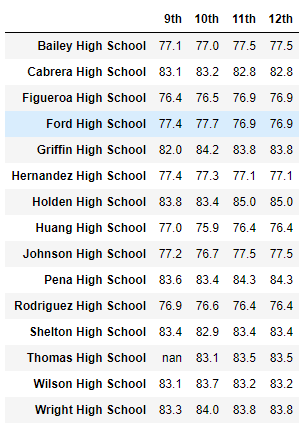 9th 10th 11th 12th
Bailey High School 77.1 77.0 77.5 77.5
Cabrera High School 83.1 83.2 82.8 82.8
Figueroa High School 76.4 76.5 76.9 76.9
Ford High School 77.4 77.7 76.9 76.9
Griffin High School 82.0 84.2 83.8 83.8
Hernandez High School 77.4 77.3 77.1 77.1
Holden High School 83.8 83.4 85.0 85.0
Huang High School 77.0 75.9 76.4 76.4
Johnson High School 77.2 76.7 77.5 77.5
Pena High School 83.6 83.4 84.3 84.3
Rodriguez High School 76.9 76.6 76.4 76.4
Shelton High School 83.4 82.9 83.4 83.4
Thomas High School nan 83.1 83.5 83.5
Wilson High School 83.1 83.7 83.2 83.2
Wright High School 83.3 84.0 83.8 83.8